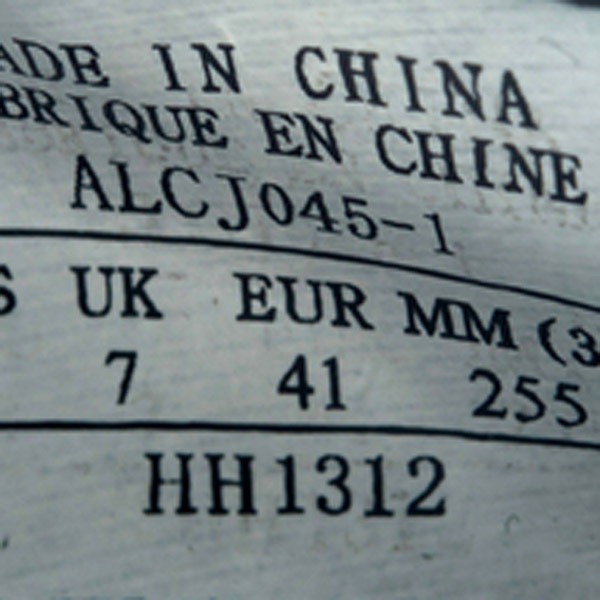 ADE IN CHINA
BRIQUE EN CHINE
ALCJ045-1
S UK EUR MM (3
7 41 255
HH1312